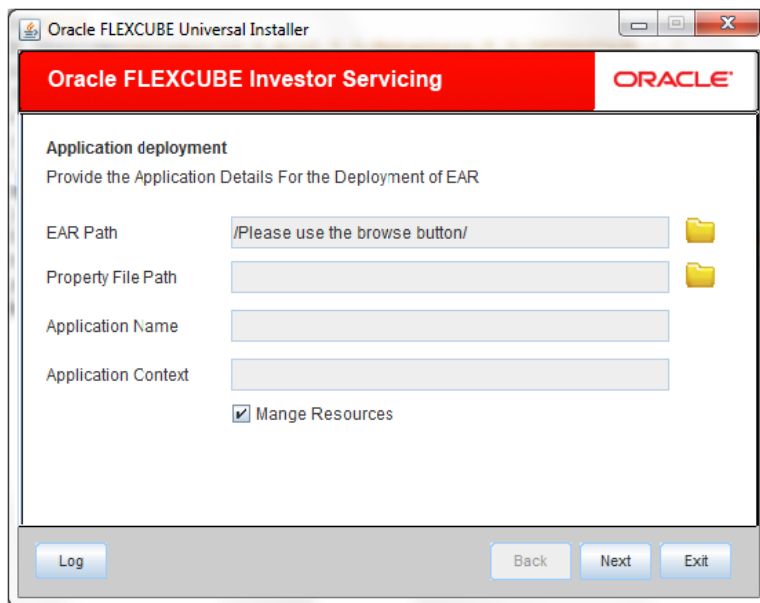 Oracle FLEXCUBE Universal Installer
Oracle FLEXCUBE Investor Servicing
ORACLE
Application deployment
Provide the Application Details For the Deployment of EAR
EAR Path /Please use the browse button/
Property File Path
Application Name
Application Context
Mange Resources
Log Back Next Exit